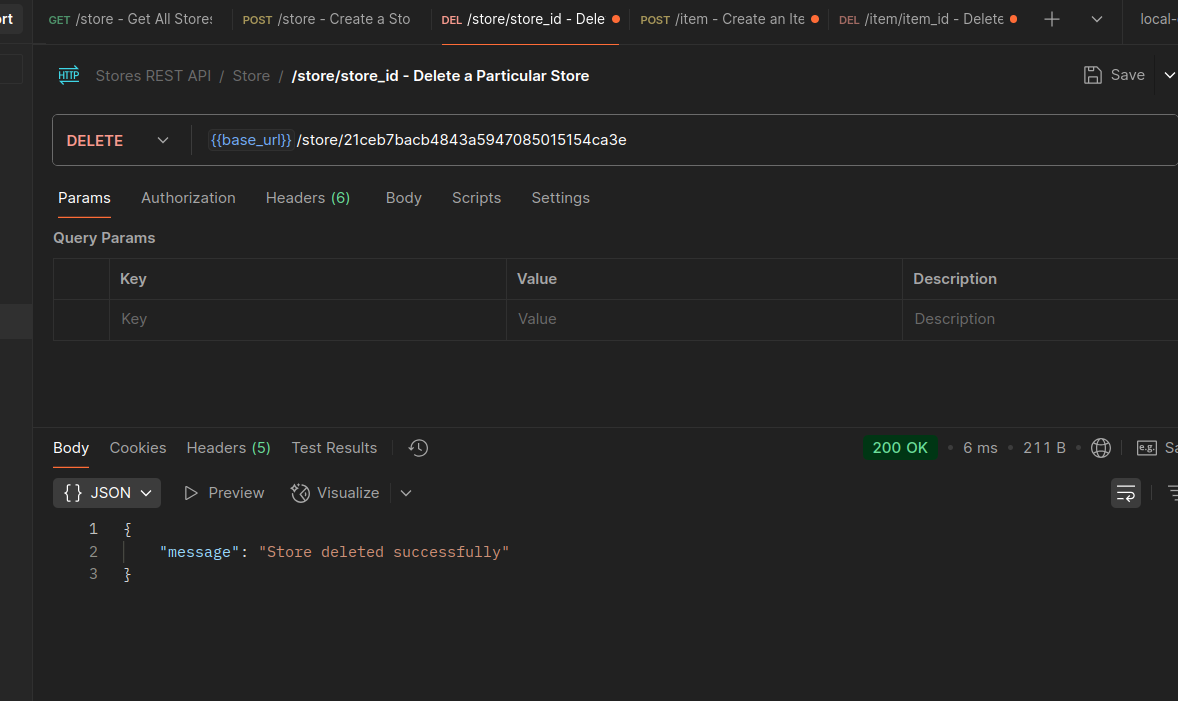 ort
GET /store - Get All Stores
POST /store - Create a Sto
DEL /store/store_id - Dele
POST /item - Create an Ite
DEL /item/item_id - Delete
local-
HTTP Stores REST API / Store / /store/store_id - Delete a Particular Store
Save
DELETE {{base_url}} /store/21ceb7bacb4843a5947085015154ca3e
Params Authorization Headers (6) Body Scripts Settings
Query Params
Key Value Description
Key Value Description
Body Cookies Headers (5) Test Results
200 OK • 6 ms • 211 B • e.g. Sa
{} JSON Preview Visualize
1 {
2 "message": "Store deleted successfully"
3 }